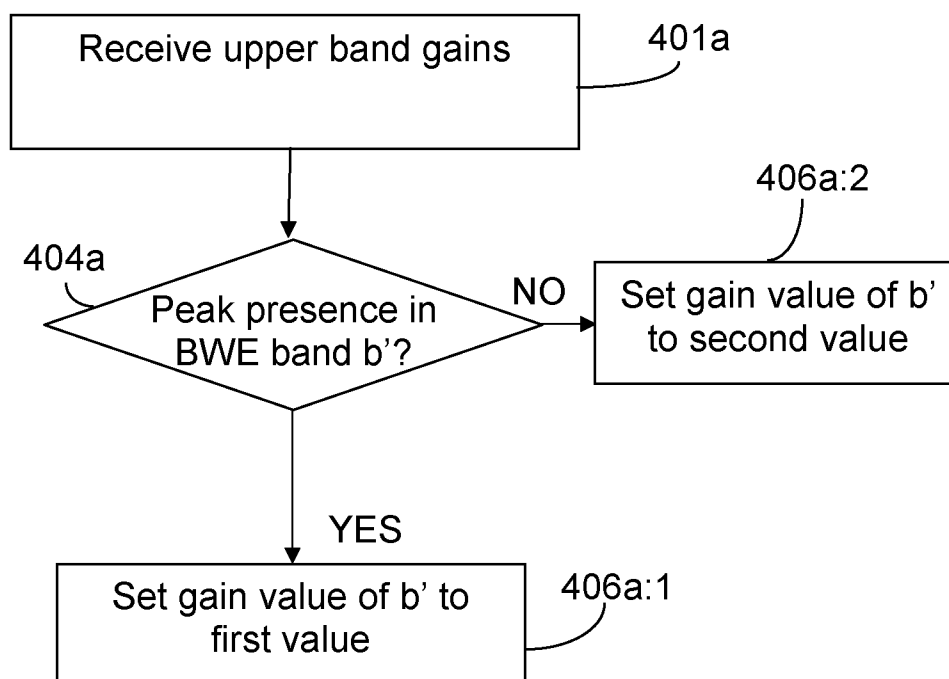 Receive upper band gains
401a
406a:2
404a
Peak presence in
BWE band b’?
NO
Set gain value of b’
to second value
YES
Set gain value of b’ to
first value
406a:1